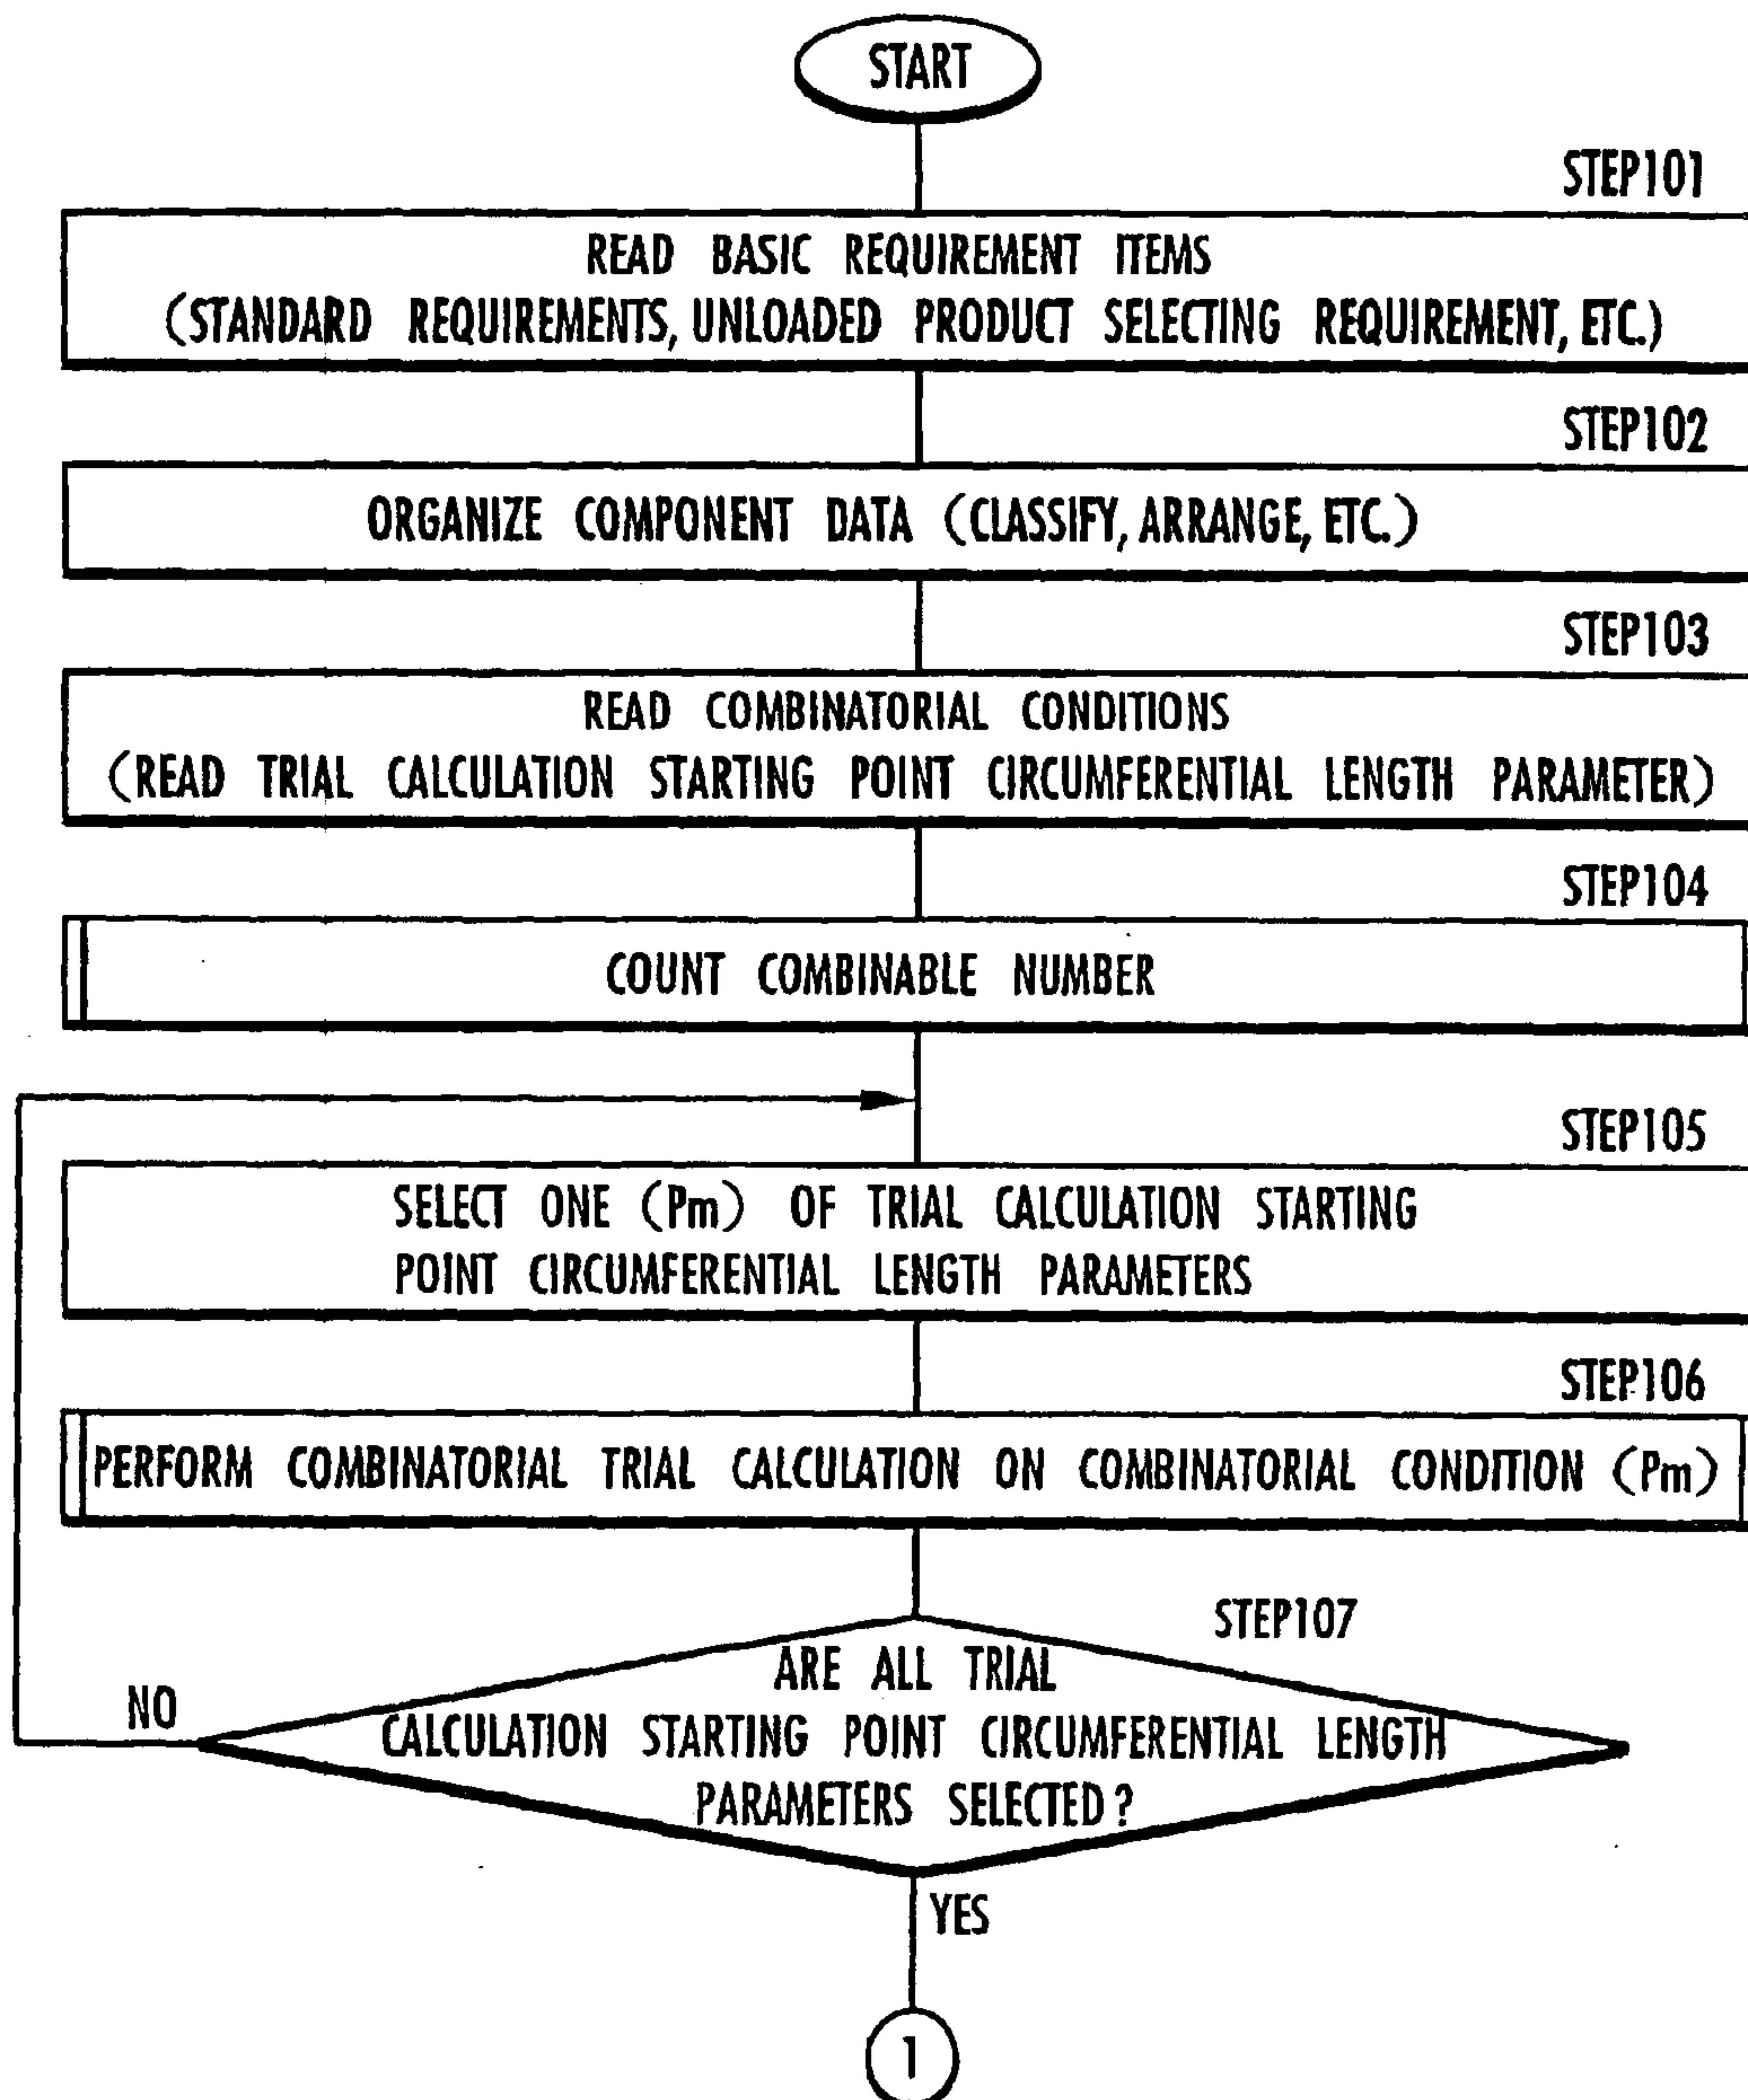 START
STEP101
READ BASIC REQUIREMENT ITEMS
(STANDARD REQUIREMENTS, UNLOADED PRODUCT SELECTING REQUIREMENT, ETC.)
STEP102
ORGANIZE COMPONENT DATA (CLASSIFY, ARRANGE, ETC.)
STEP103
READ COMBINATORIAL CONDITIONS
(READ TRIAL CALCULATION STARTING POINT CIRCUMFERENTIAL LENGTH PARAMETER)
STEP104
COUNT COMBINABLE NUMBER
STEP105
SELECT ONE (Pm) OF TRIAL CALCULATION STARTING
POINT CIRCUMFERENTIAL LENGTH PARAMETERS
STEP106
PERFORM COMBINATORIAL TRIAL CALCULATION ON COMBINATORIAL CONDITION (Pm)
STEP107
ARE ALL TRIAL
CALCULATION STARTING POINT CIRCUMFERENTIAL LENGTH
PARAMETERS SELECTED?
NO
YES
1